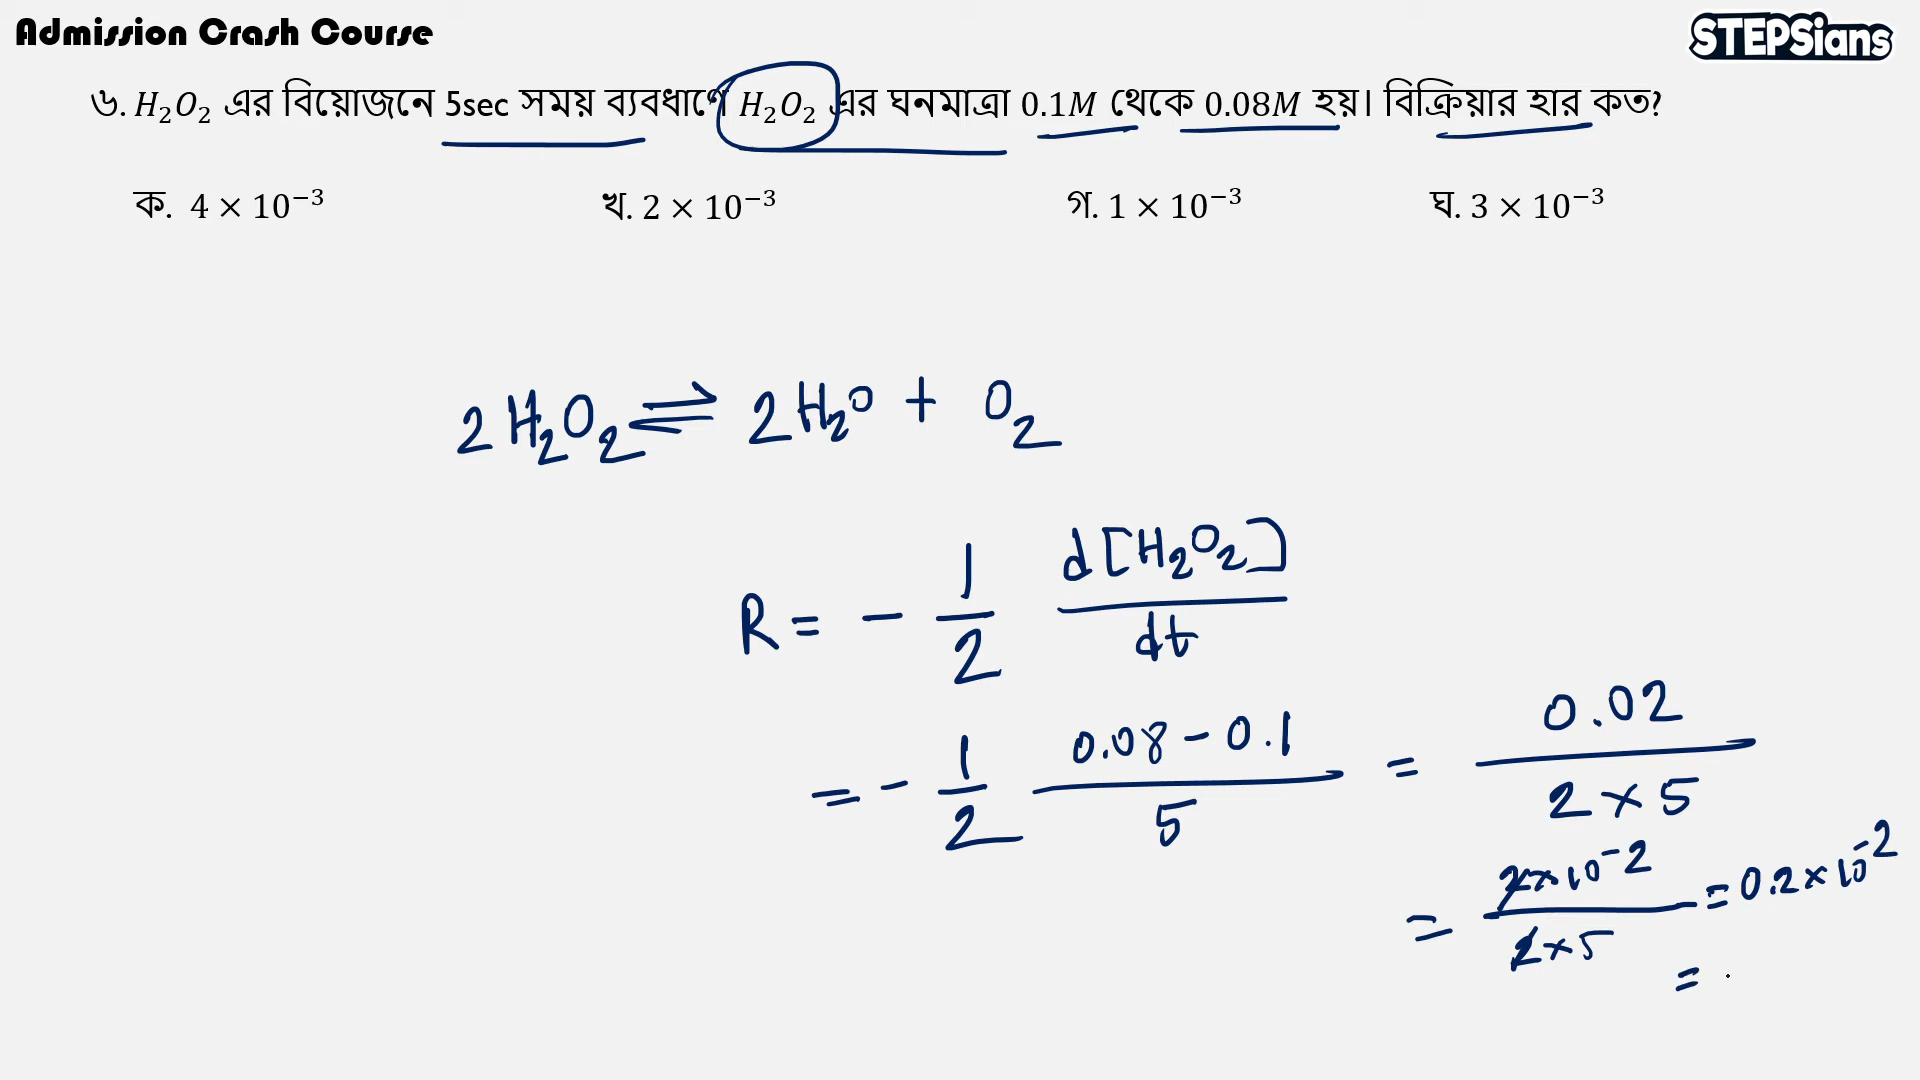 Admission Crash Course
STEPSians
৬. H₂O₂ এর বিয়োজনে 5sec সময় ব্যবধাণে H₂O₂ এর ঘনমাত্রা 0.1M থেকে 0.08M হয়। বিক্রিয়ার হার কত?
ক. 4 × 10⁻³ খ. 2 × 10⁻³ গ. 1 × 10⁻³ ঘ. 3 × 10⁻³
2H₂O₂ ⇌ 2H₂O + O₂
R = - 1/2 d[H₂O₂]/dt
= - 1/2 (0.08 - 0.1)/5 = 0.02/(2 × 5)
= (2×10⁻²)/(2×5) = 0.2×10⁻²
=